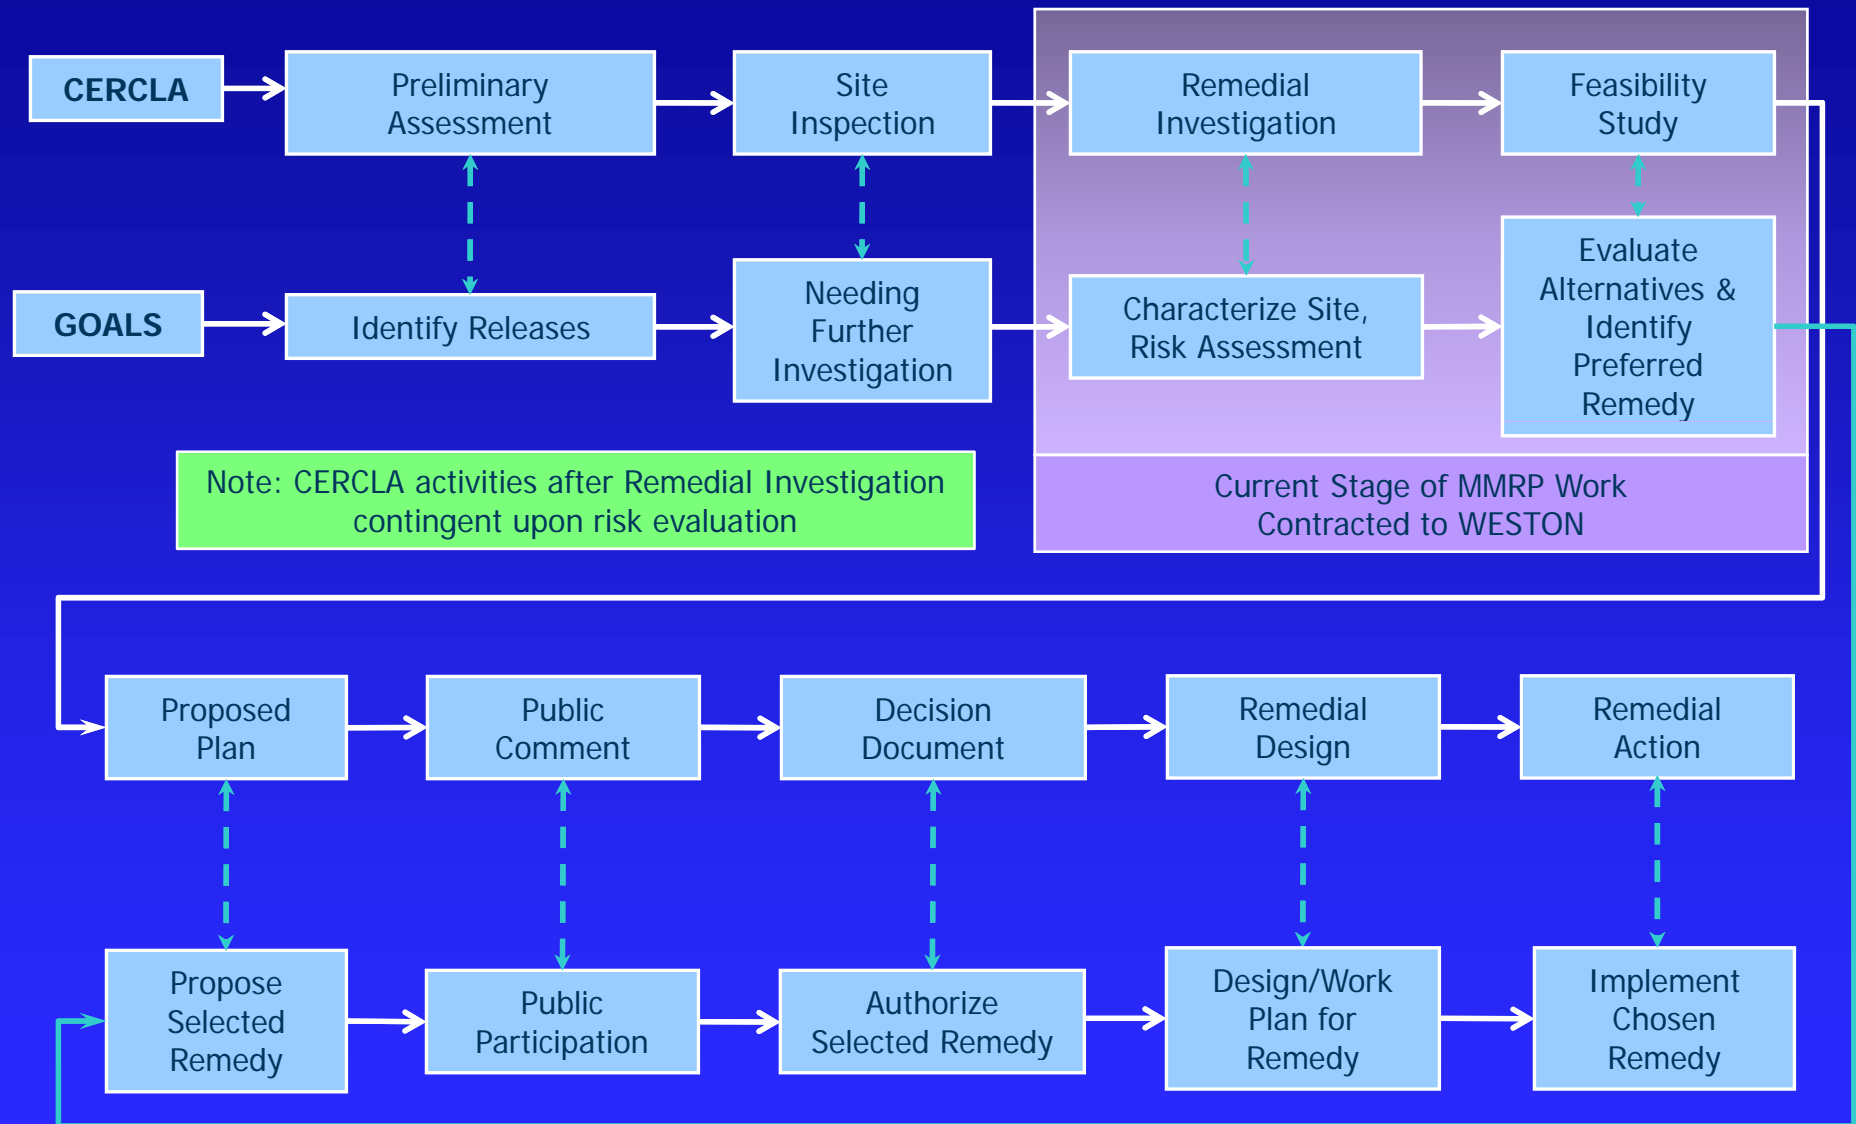 CERCLA
Preliminary
Assessment
Site
Inspection
Remedial
Investigation
Feasibility
Study
GOALS
Identify Releases
Needing
Further
Investigation
Characterize Site,
Risk Assessment
Evaluate
Alternatives &
Identify
Preferred
Remedy
Note: CERCLA activities after Remedial Investigation
contingent upon risk evaluation
Current Stage of MMRP Work
Contracted to WESTON
Proposed
Plan
Public
Comment
Decision
Document
Remedial
Design
Remedial
Action
Propose
Selected
Remedy
Public
Participation
Authorize
Selected Remedy
Design/Work
Plan for
Remedy
Implement
Chosen
Remedy